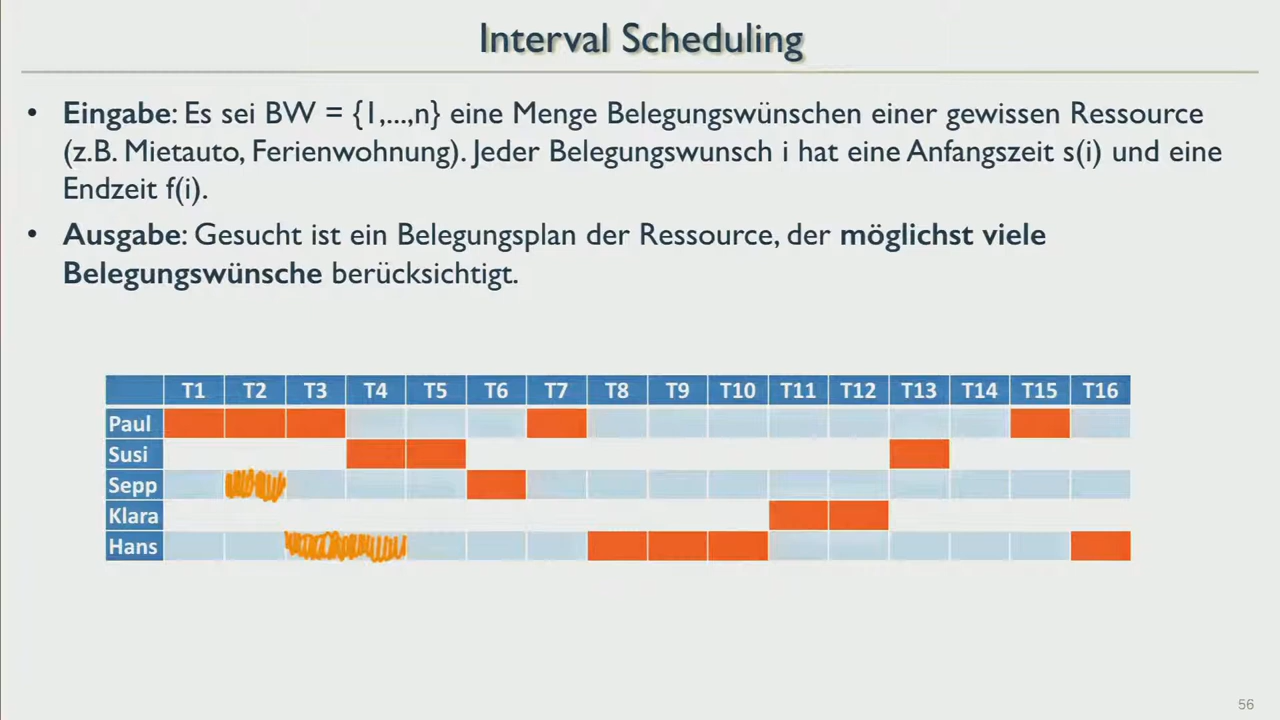 Interval Scheduling
• Eingabe: Es sei BW = {1,...,n} eine Menge Belegungswünschen einer gewissen Ressource
(z.B. Mietauto, Ferienwohnung). Jeder Belegungswunsch i hat eine Anfangszeit s(i) und eine
Endzeit f(i).
• Ausgabe: Gesucht ist ein Belegungsplan der Ressource, der möglichst viele
Belegungswünsche berücksichtigt.
T1 T2 T3 T4 T5 T6 T7 T8 T9 T10 T11 T12 T13 T14 T15 T16
Paul
Susi
Sepp
Klara
Hans
56